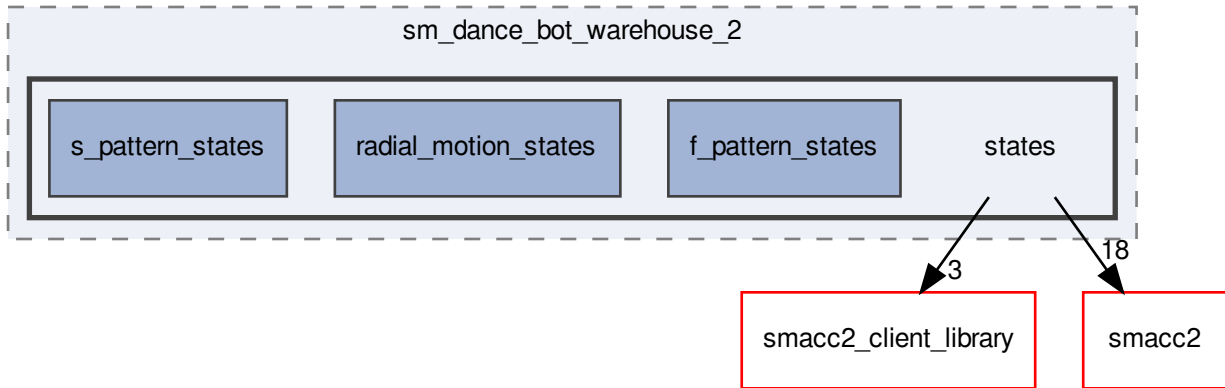 sm_dance_bot_warehouse_2
s_pattern_states
radial_motion_states
f_pattern_states
states
3
18
smacc2_client_library
smacc2